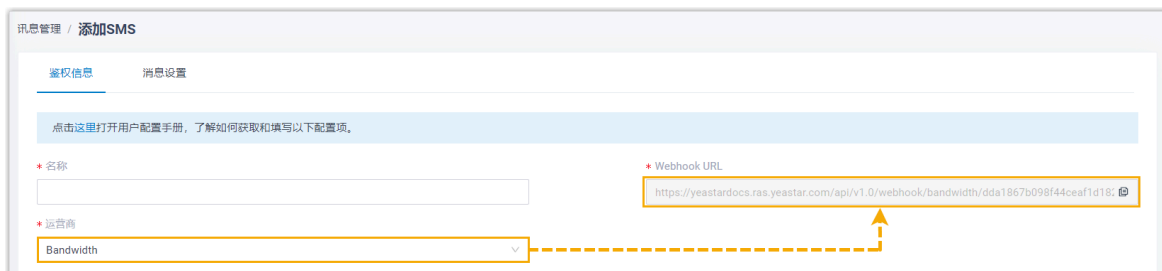 讯息管理 / 添加SMS
鉴权信息 消息设置
点击这里打开用户配置手册，了解如何获取和填写以下配置项。
* 名称
* Webhook URL
https://yeastardocs.ras.yeastar.com/api/v1.0/webhook/bandwidth/dda1867b098f44ceaf1d182
* 运营商
Bandwidth